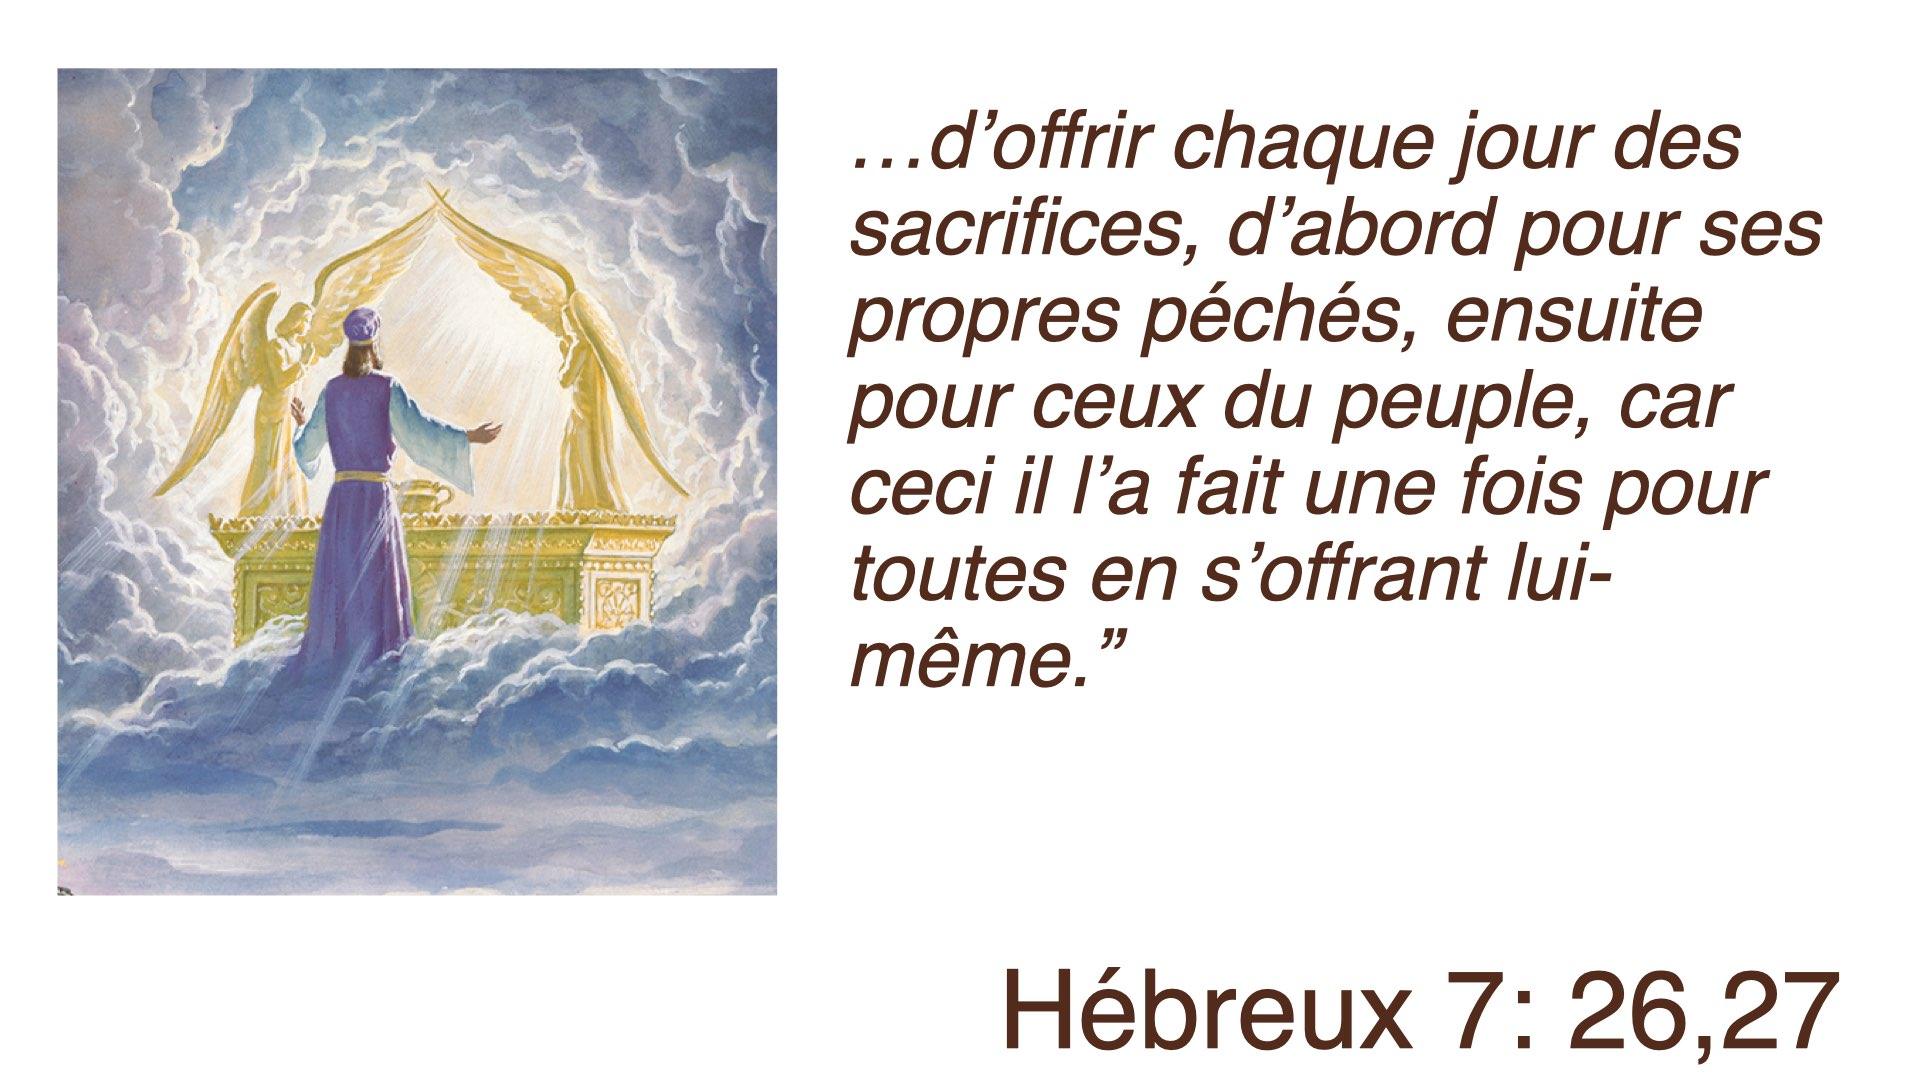 …d’offrir chaque jour des
sacrifices, d’abord pour ses
propres péchés, ensuite
pour ceux du peuple, car
ceci il l’a fait une fois pour
toutes en s’offrant lui-
même.”
Hébreux 7: 26,27